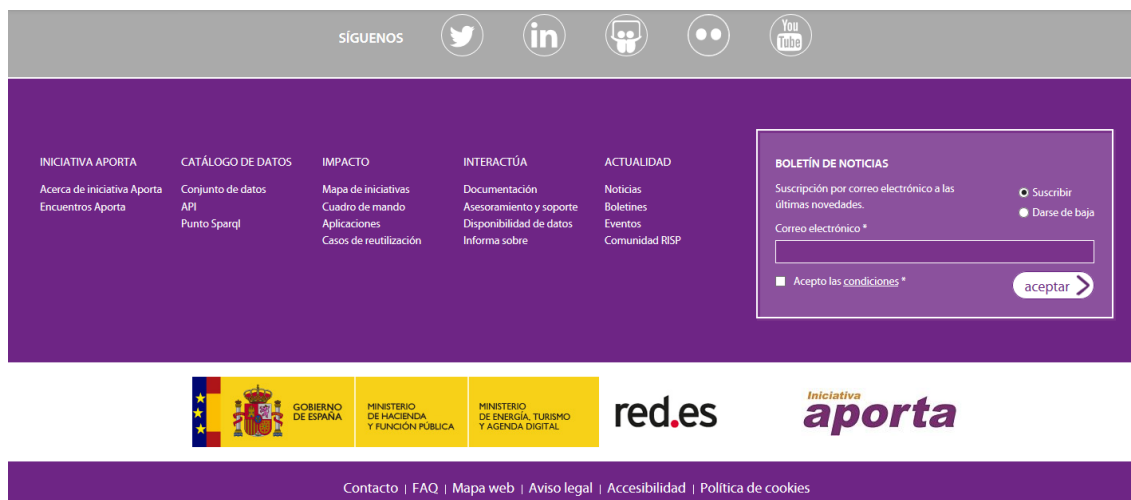 SÍGUENOS
You
Tube
INICIATIVA APORTA
Acerca de iniciativa Aporta
Encuentros Aporta
CATÁLOGO DE DATOS
Conjunto de datos
API
Punto Sparql
IMPACTO
Mapa de iniciativas
Cuadro de mando
Aplicaciones
Casos de reutilización
INTERACTÚA
Documentación
Asesoramiento y soporte
Disponibilidad de datos
Informa sobre
ACTUALIDAD
Noticias
Boletines
Eventos
Comunidad RISP
BOLETÍN DE NOTICIAS
Suscripción por correo electrónico a las
últimas novedades.
Suscribir
Darse de baja
Correo electrónico *
Acepto las condiciones *
aceptar
GOBIERNO
DE ESPAÑA
MINISTERIO
DE HACIENDA
Y FUNCIÓN PÚBLICA
MINISTERIO
DE ENERGÍA, TURISMO
Y AGENDA DIGITAL
red.es
Iniciativa
aporta
Contacto | FAQ | Mapa web | Aviso legal | Accesibilidad | Política de cookies